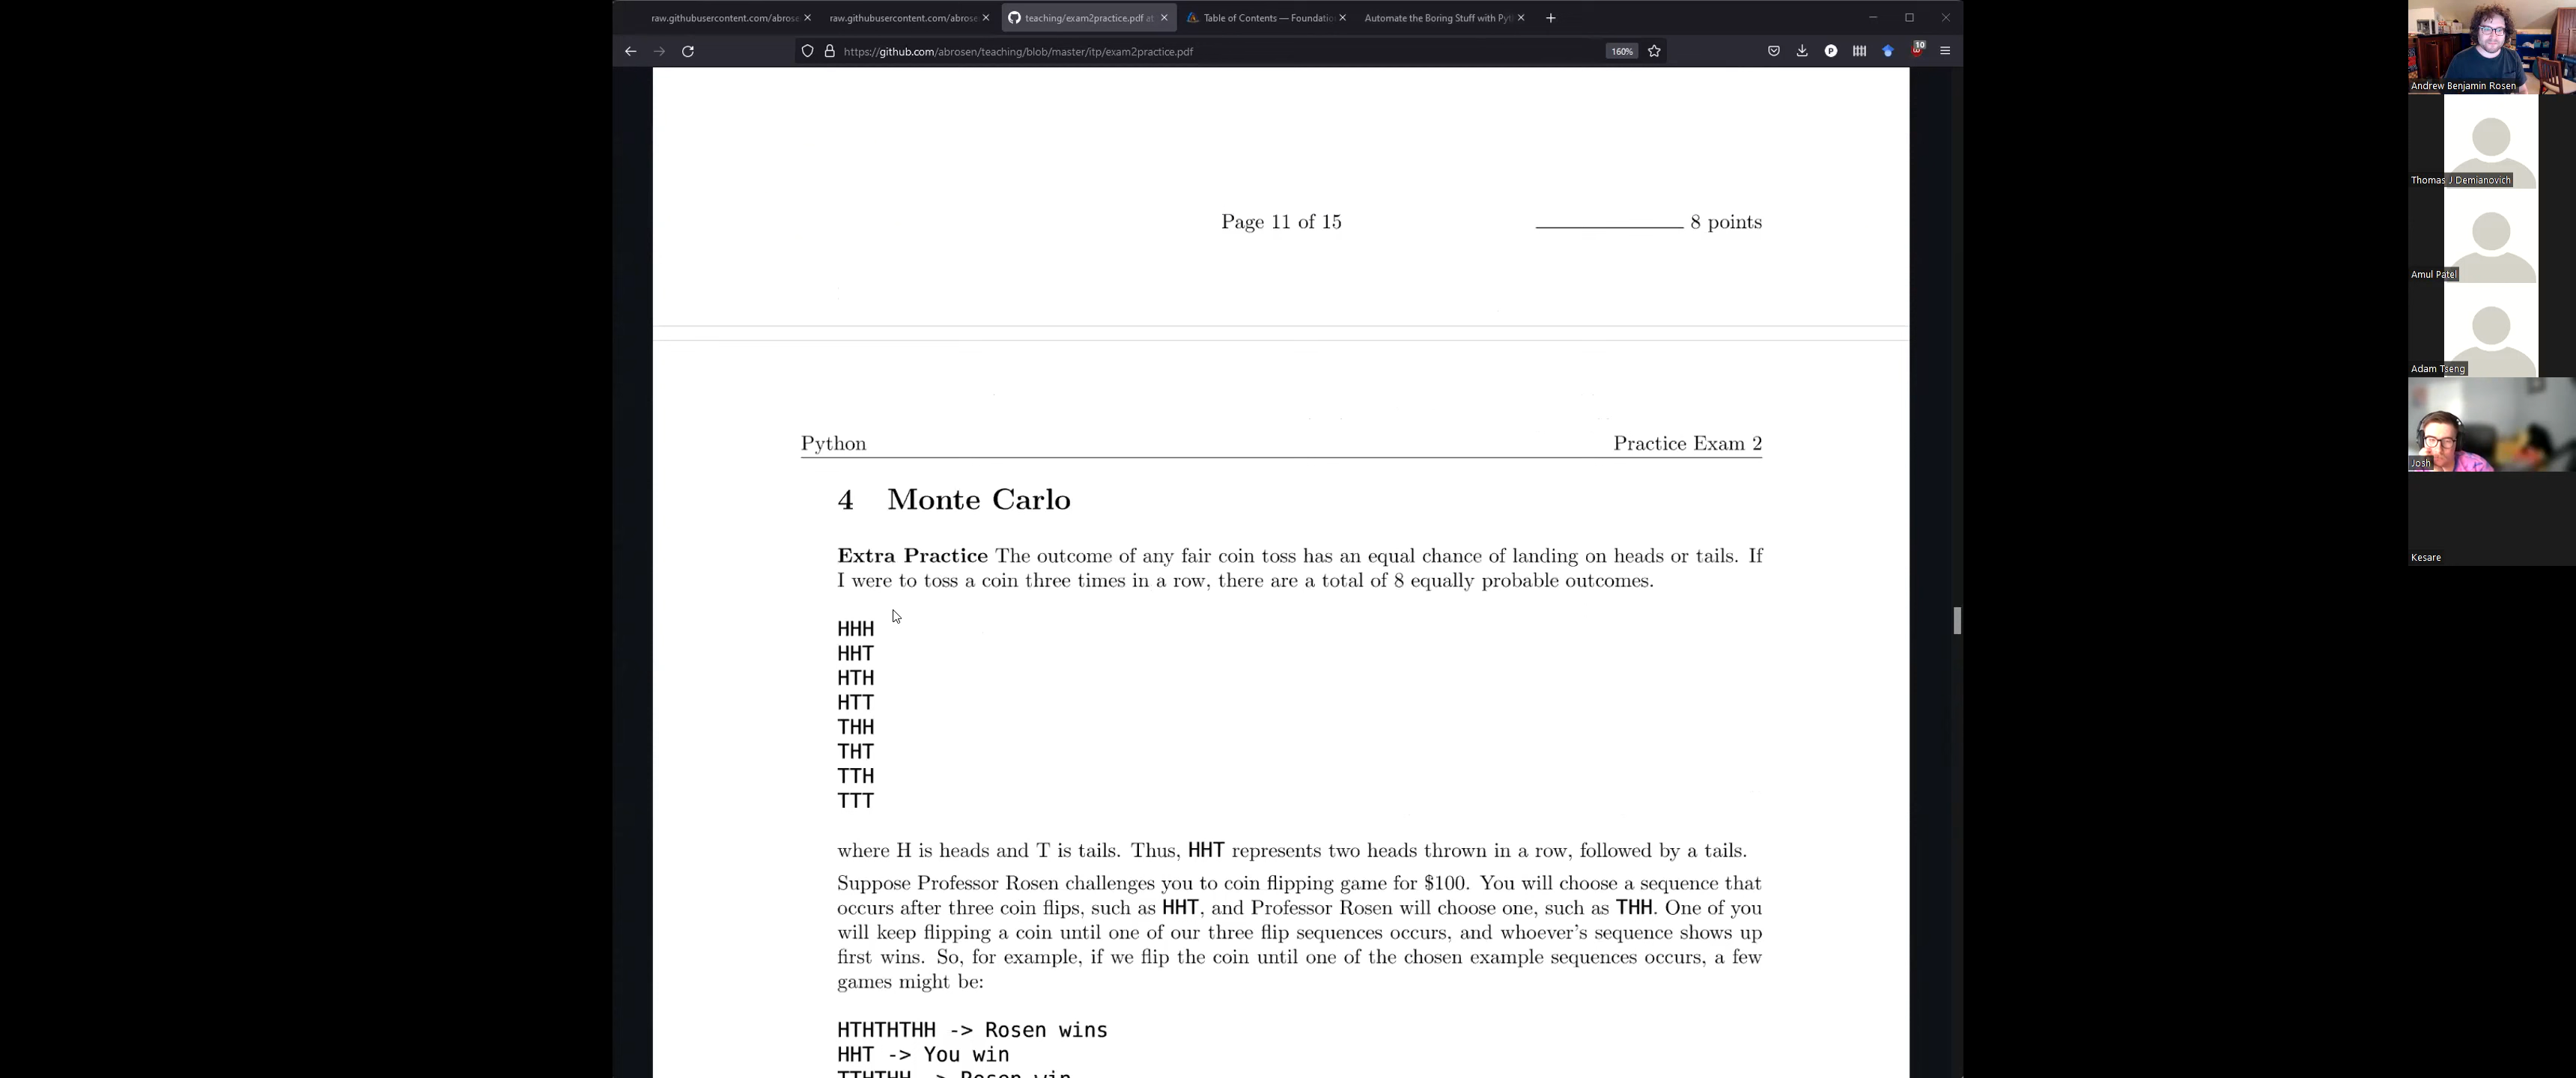 raw.githubusercontent.com/abrose
raw.githubusercontent.com/abrose
teaching/exam2practice.pdf at
Table of Contents — Foundatio
Automate the Boring Stuff with Pyt
https://github.com/abrosen/teaching/blob/master/itp/exam2practice.pdf
160%
10
Page 11 of 15
8 points
Python
Practice Exam 2
4 Monte Carlo
Extra Practice The outcome of any fair coin toss has an equal chance of landing on heads or tails. If
I were to toss a coin three times in a row, there are a total of 8 equally probable outcomes.
HHH
HHT
HTH
HTT
THH
THT
TTH
TTT
where H is heads and T is tails. Thus, HHT represents two heads thrown in a row, followed by a tails.
Suppose Professor Rosen challenges you to coin flipping game for $100. You will choose a sequence that
occurs after three coin flips, such as HHT, and Professor Rosen will choose one, such as THH. One of you
will keep flipping a coin until one of our three flip sequences occurs, and whoever's sequence shows up
first wins. So, for example, if we flip the coin until one of the chosen example sequences occurs, a few
games might be:
HTHTHTHH -> Rosen wins
HHT -> You win
TTHTHH -> Rosen win
Andrew Benjamin Rosen
Thomas J Demianovich
Amul Patel
Adam Tseng
Josh
Kesare